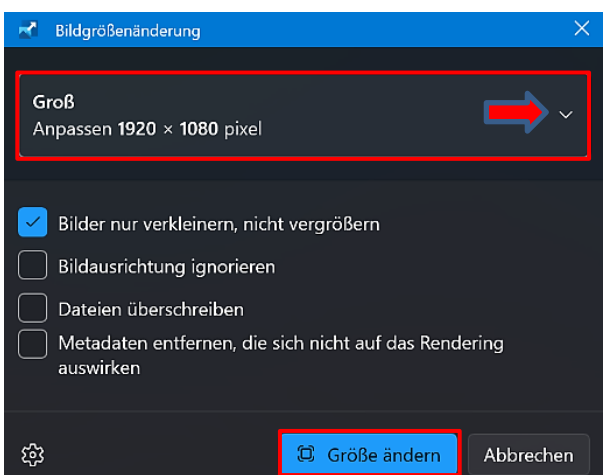 Bildgrößenänderung
Groß
Anpassen 1920 × 1080 pixel
Bilder nur verkleinern, nicht vergrößern
Bildausrichtung ignorieren
Dateien überschreiben
Metadaten entfernen, die sich nicht auf das Rendering
auswirken
Größe ändern Abbrechen